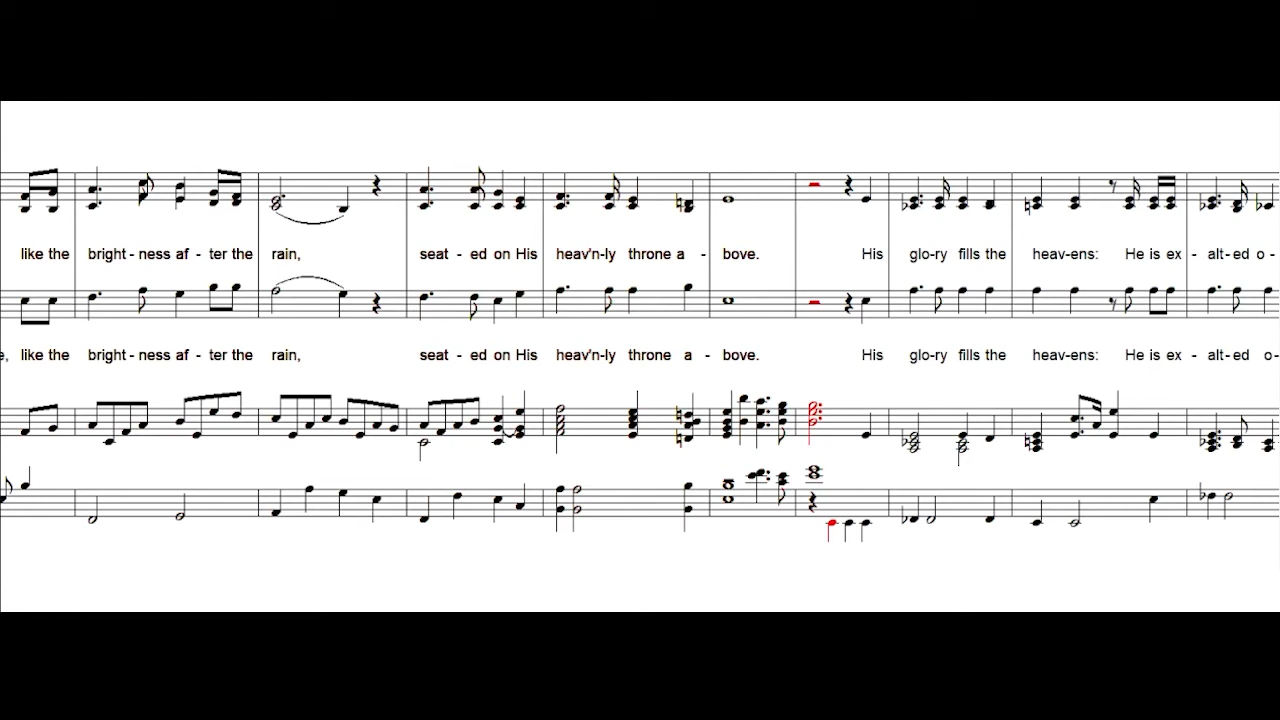 like the bright - ness af - ter the rain, seat - ed on His heav'n-ly throne a - bove. His glo-ry fills the heav-ens: He is ex - alt-ed o-
e, like the bright - ness af - ter the rain, seat - ed on His heav'n-ly throne a - bove. His glo-ry fills the heav-ens: He is ex - alt-ed o-